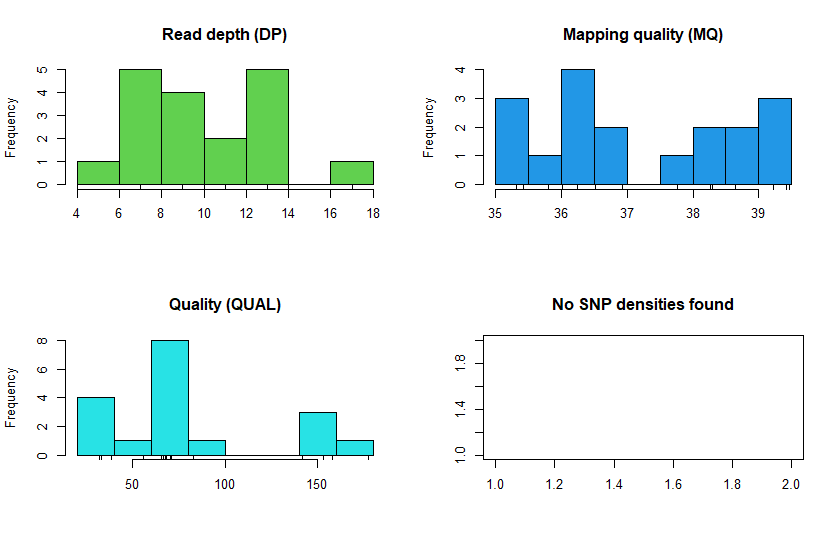 Read depth (DP)
Frequency
0 1 2 3 4 5
4 6 8 10 12 14 16 18
Mapping quality (MQ)
Frequency
0 1 2 3 4
35 36 37 38 39
Quality (QUAL)
Frequency
0 2 4 6 8
50 100 150
No SNP densities found
1.0 1.4 1.8
1.0 1.2 1.4 1.6 1.8 2.0